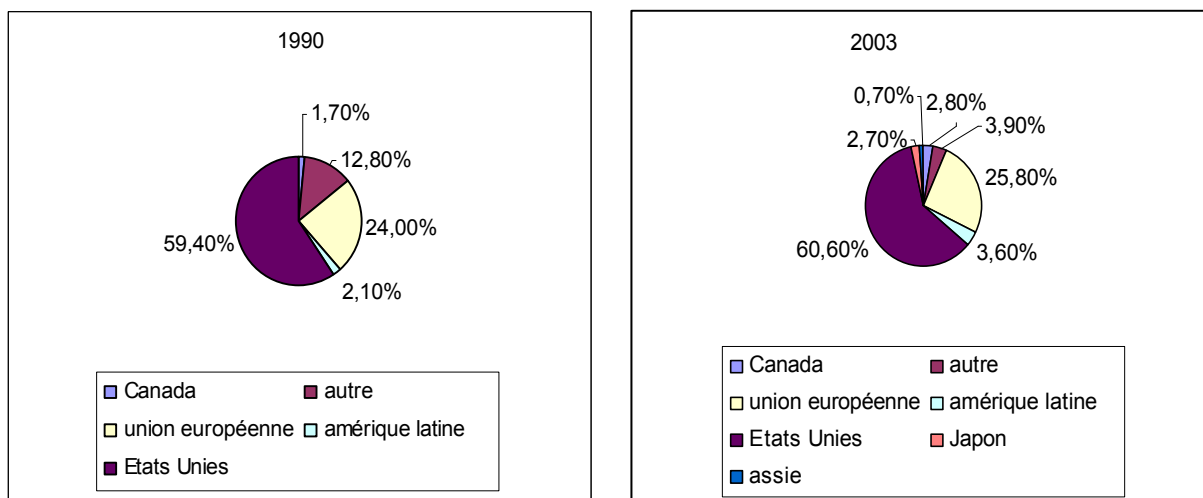 1990
1,70%
12,80%
24,00%
59,40%
2,10%
Canada autre
union européenne amérique latine
Etats Unies
2003
0,70% 2,80%
2,70% 3,90%
25,80%
60,60% 3,60%
Canada autre
union européenne amérique latine
Etats Unies Japon
assie